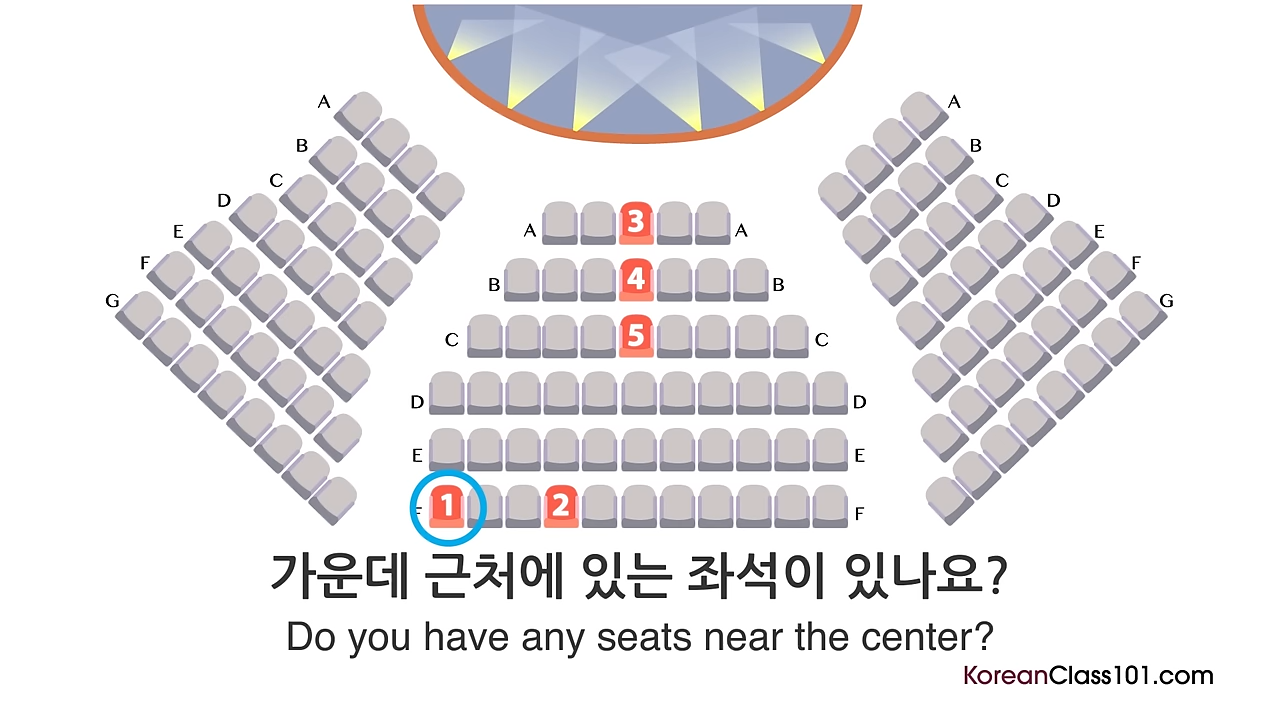 A
A
B
B
C
C
D
D
E
E
F
F
G
G
A 3 A
B 4 B
C 5 C
D D
E E
F 1 2 F
가운데 근처에 있는 좌석이 있나요?
Do you have any seats near the center?
KoreanClass101.com